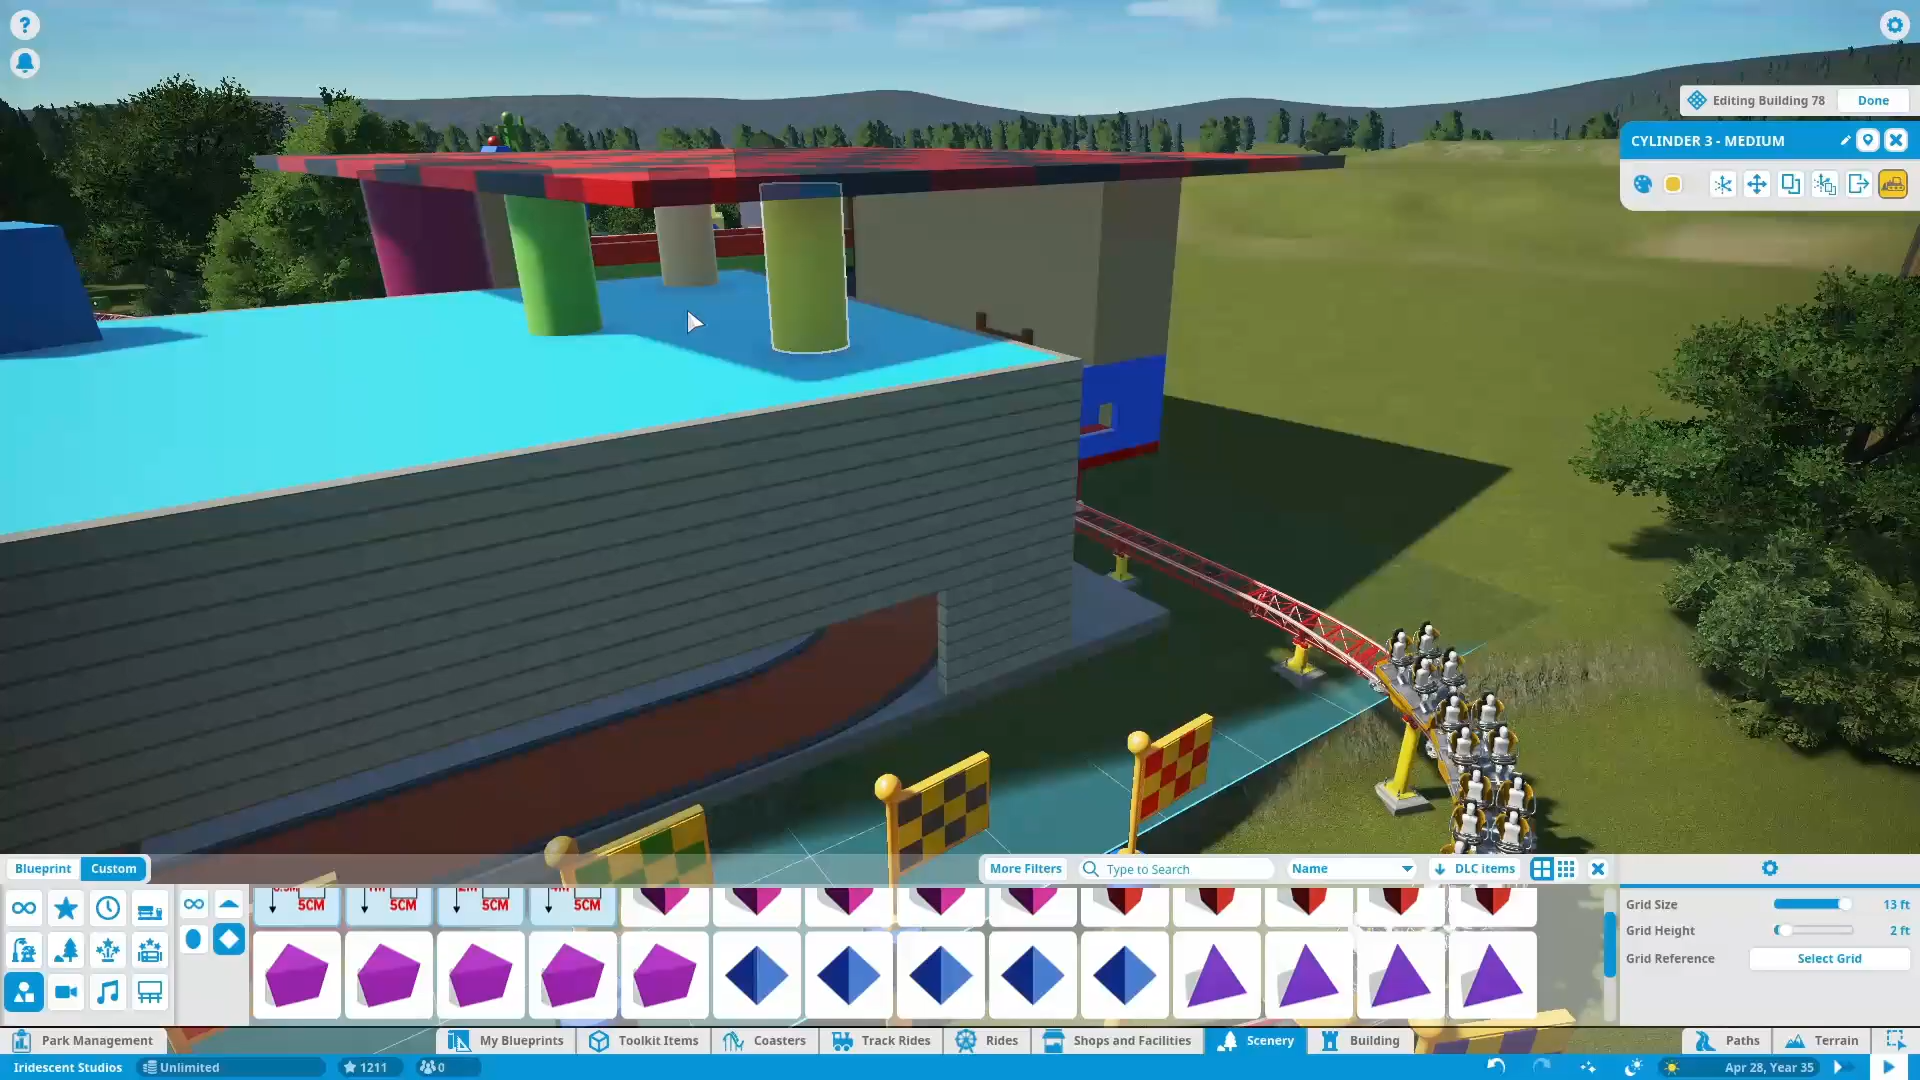 ?
Editing Building 78 Done
CYLINDER 3 - MEDIUM
Blueprint Custom
More Filters Type to Search Name DLC items
5CM 5CM 5CM 5CM
Grid Size 13 ft
Grid Height 2 ft
Grid Reference Select Grid
Park Management My Blueprints Toolkit Items Coasters Track Rides Rides Shops and Facilities Scenery Building Paths Terrain
Iridescent Studios Unlimited 1211 0 Apr 28, Year 35